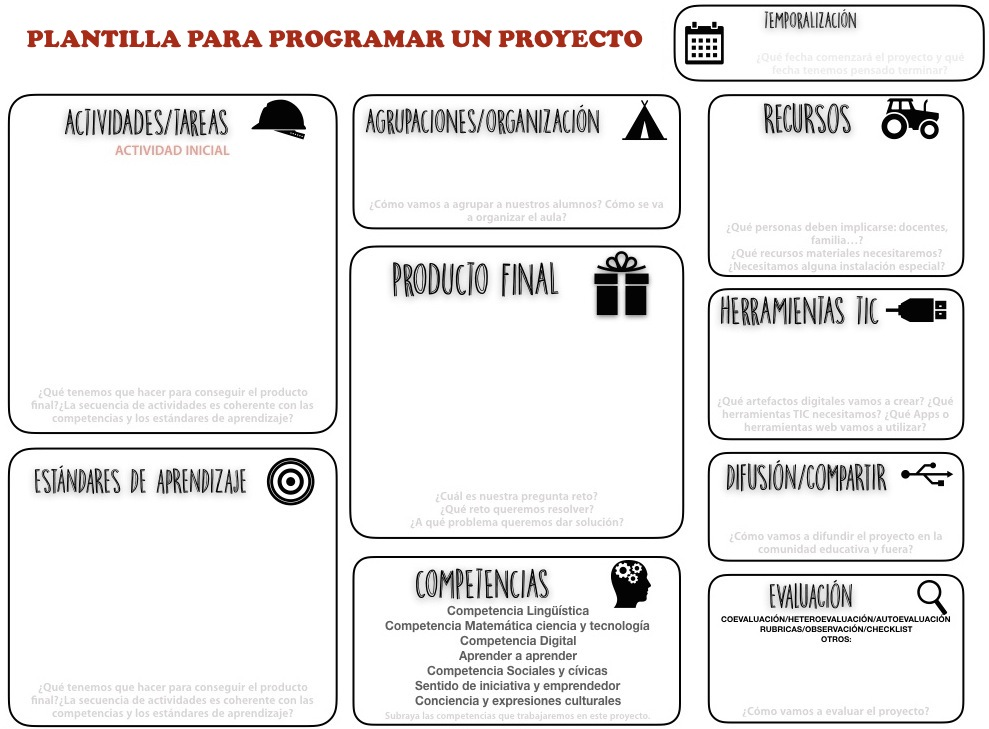 PLANTILLA PARA PROGRAMAR UN PROYECTO
TEMPORALIZACIÓN
¿Qué fecha comenzará el proyecto y qué
fecha tenemos pensado terminar?
ACTIVIDADES/TAREAS
ACTIVIDAD INICIAL
¿Qué tenemos que hacer para conseguir el producto
final?¿La secuencia de actividades es coherente con las
competencias y los estándares de aprendizaje?
ESTÁNDARES DE APRENDIZAJE
¿Qué tenemos que hacer para conseguir el producto
final?¿La secuencia de actividades es coherente con las
competencias y los estándares de aprendizaje?
AGRUPACIONES/ORGANIZACIÓN
¿Cómo vamos a agrupar a nuestros alumnos? Cómo se va
a organizar el aula?
PRODUCTO FINAL
¿Cuál es nuestra pregunta reto?
¿Qué reto queremos resolver?
¿A qué problema queremos dar solución?
COMPETENCIAS
Competencia Lingüística
Competencia Matemática ciencia y tecnología
Competencia Digital
Aprender a aprender
Competencia Sociales y cívicas
Sentido de iniciativa y emprendedor
Conciencia y expresiones culturales
Subraya las competencias que trabajaremos en este proyecto.
RECURSOS
¿Qué personas deben implicarse: docentes,
familia…?
¿Qué recursos materiales necesitaremos?
¿Necesitamos alguna instalación especial?
HERRAMIENTAS TIC
¿Qué artefactos digitales vamos a crear? ¿Qué
herramientas TIC necesitamos? ¿Qué Apps o
herramientas web vamos a utilizar?
DIFUSIÓN/COMPARTIR
¿Cómo vamos a difundir el proyecto en la
comunidad educativa y fuera?
EVALUACIÓN
COEVALUACIÓN/HETEROEVALUACIÓN/AUTOEVALUACIÓN
RUBRICAS/OBSERVACIÓN/CHECKLIST
OTROS:
¿Cómo vamos a evaluar el proyecto?